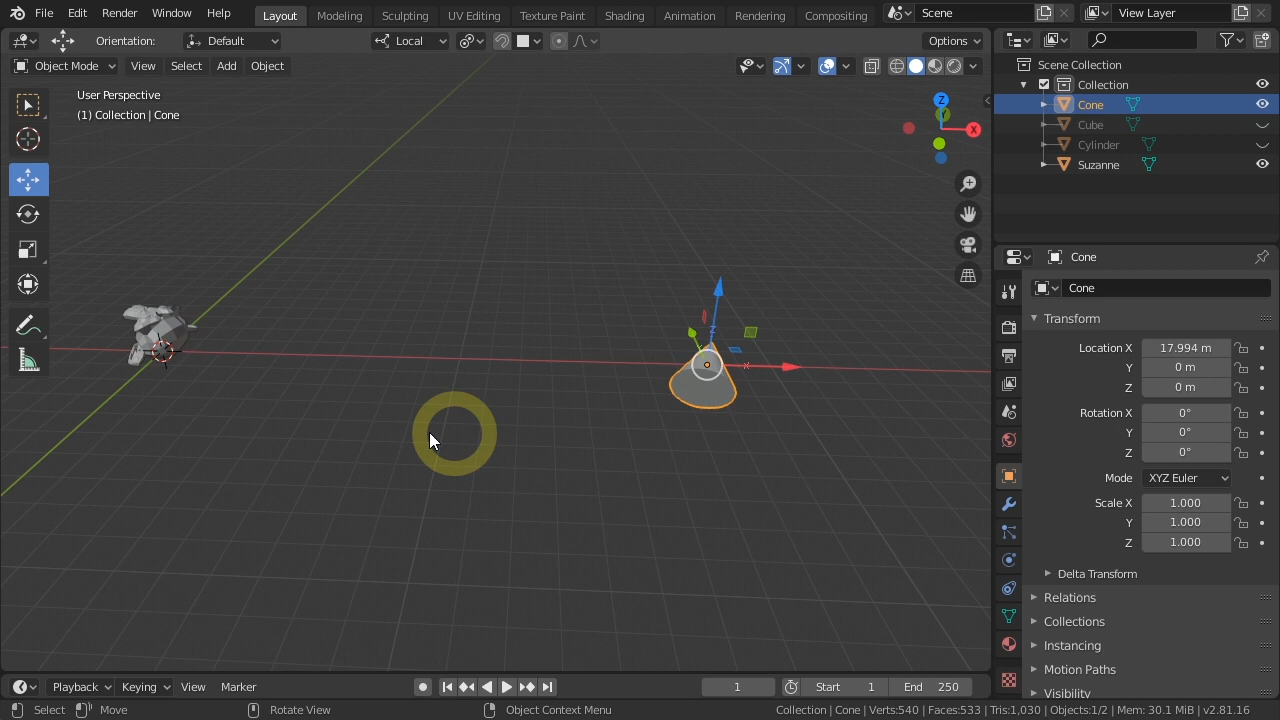 File Edit Render Window Help Layout Modeling Sculpting UV Editing Texture Paint Shading Animation Rendering Compositing Scene View Layer
Orientation: Default Local Options
Object Mode View Select Add Object
User Perspective
(1) Collection | Cone
Z
X
Z
X
Scene Collection
Collection
Cone
Cube
Cylinder
Suzanne
Cone
Cone
Transform
Location X 17.994 m
Y 0 m
Z 0 m
Rotation X 0°
Y 0°
Z 0°
Mode XYZ Euler
Scale X 1.000
Y 1.000
Z 1.000
Delta Transform
Relations
Collections
Instancing
Motion Paths
Visibility
Playback Keying View Marker 1 Start 1 End 250
Select Move Rotate View Object Context Menu Collection | Cone | Verts:540 | Faces:533 | Tris:1,030 | Objects:1/2 | Mem: 30.1 MiB | v2.81.16